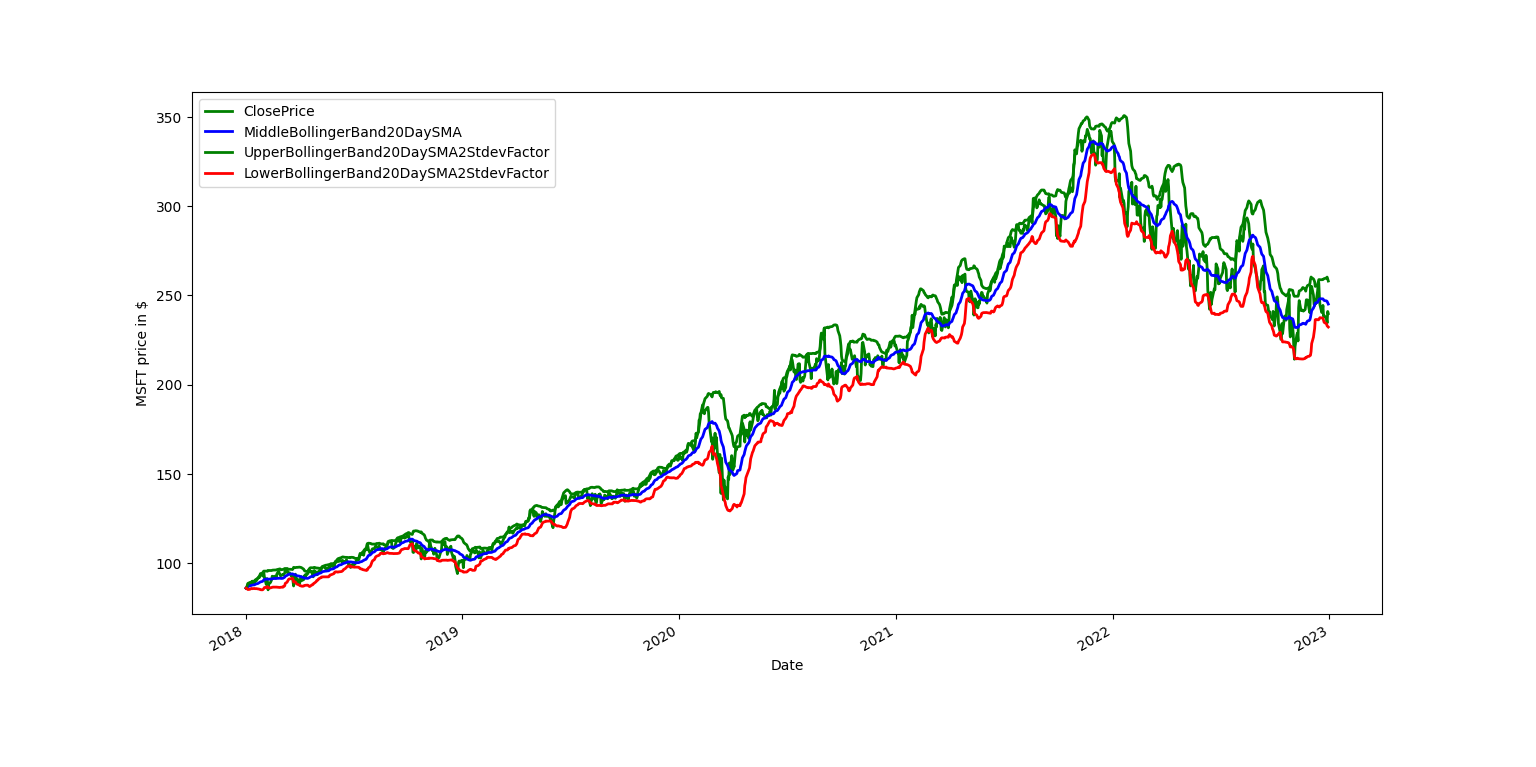 ClosePrice
MiddleBollingerBand20DaySMA
UpperBollingerBand20DaySMA2StdevFactor
LowerBollingerBand20DaySMA2StdevFactor
MSFT price in $
350
300
250
200
150
100
2018
2019
2020
2021
2022
2023
Date